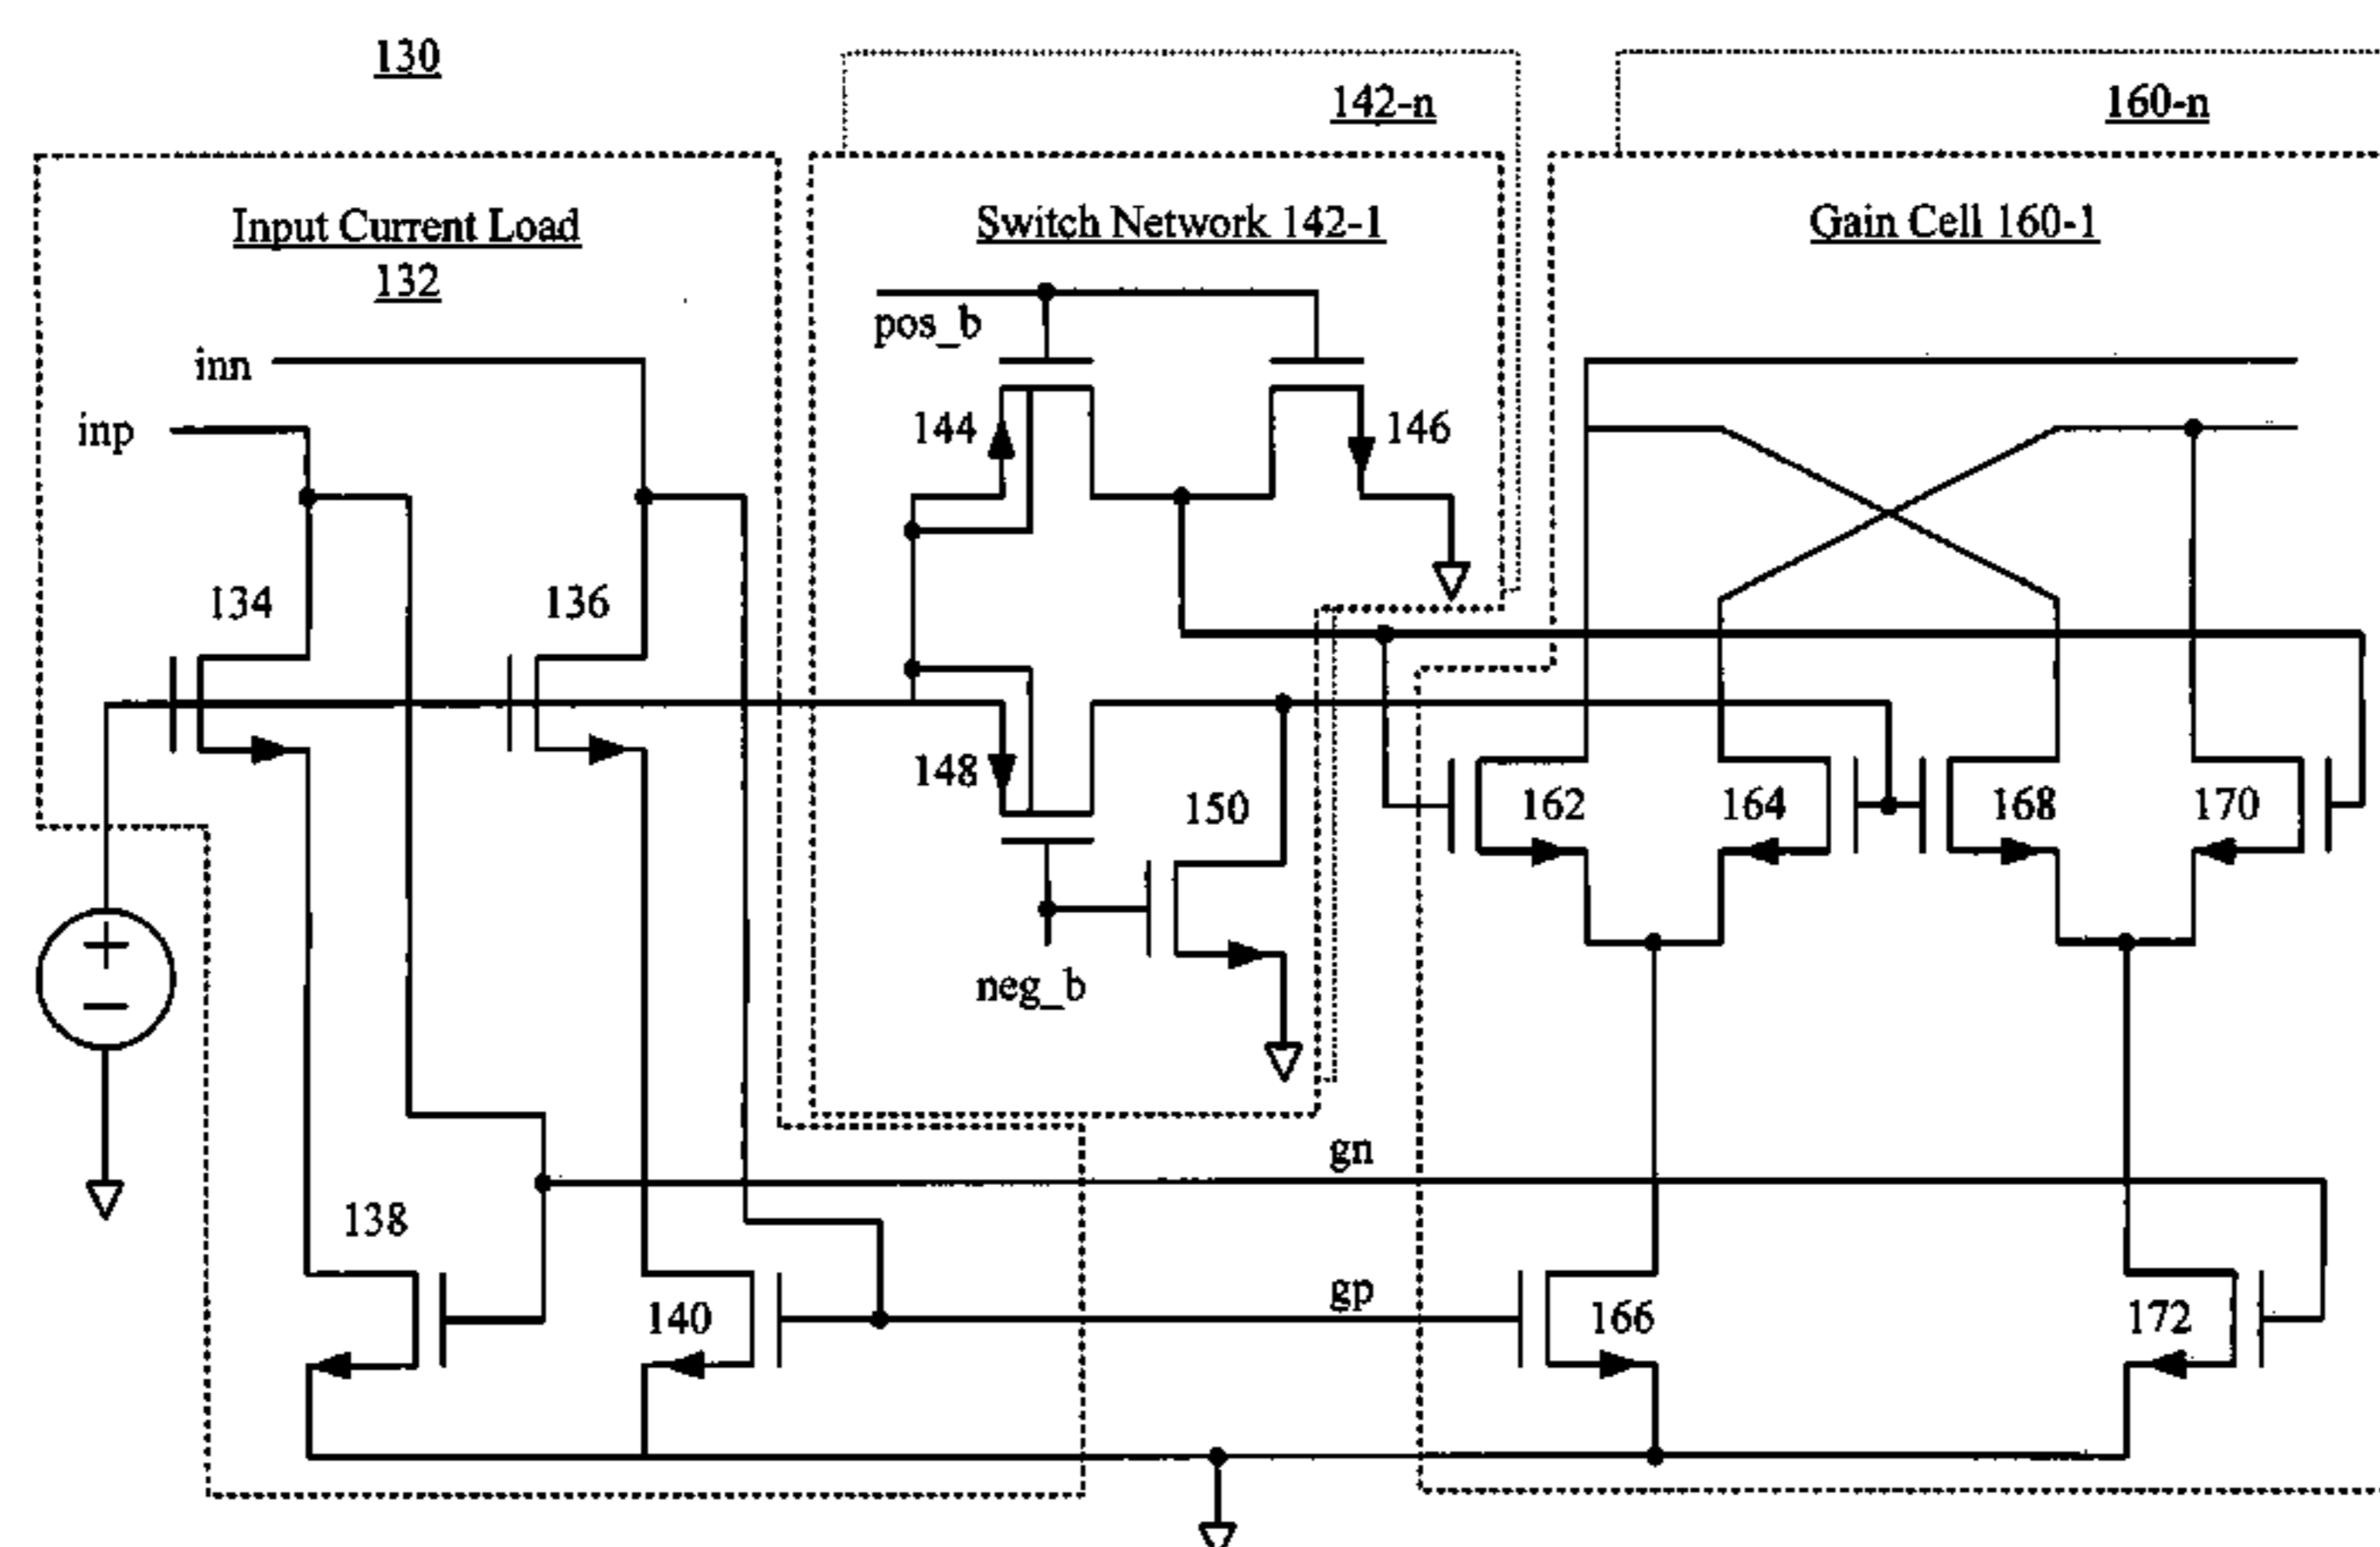 130
142-n
160-n
Input Current Load
132
Switch Network 142-1
Gain Cell 160-1
pos_b
inn
inp
144
146
134
136
148
150
162
164
168
170
+
−
neg_b
gn
138
gp
140
166
172